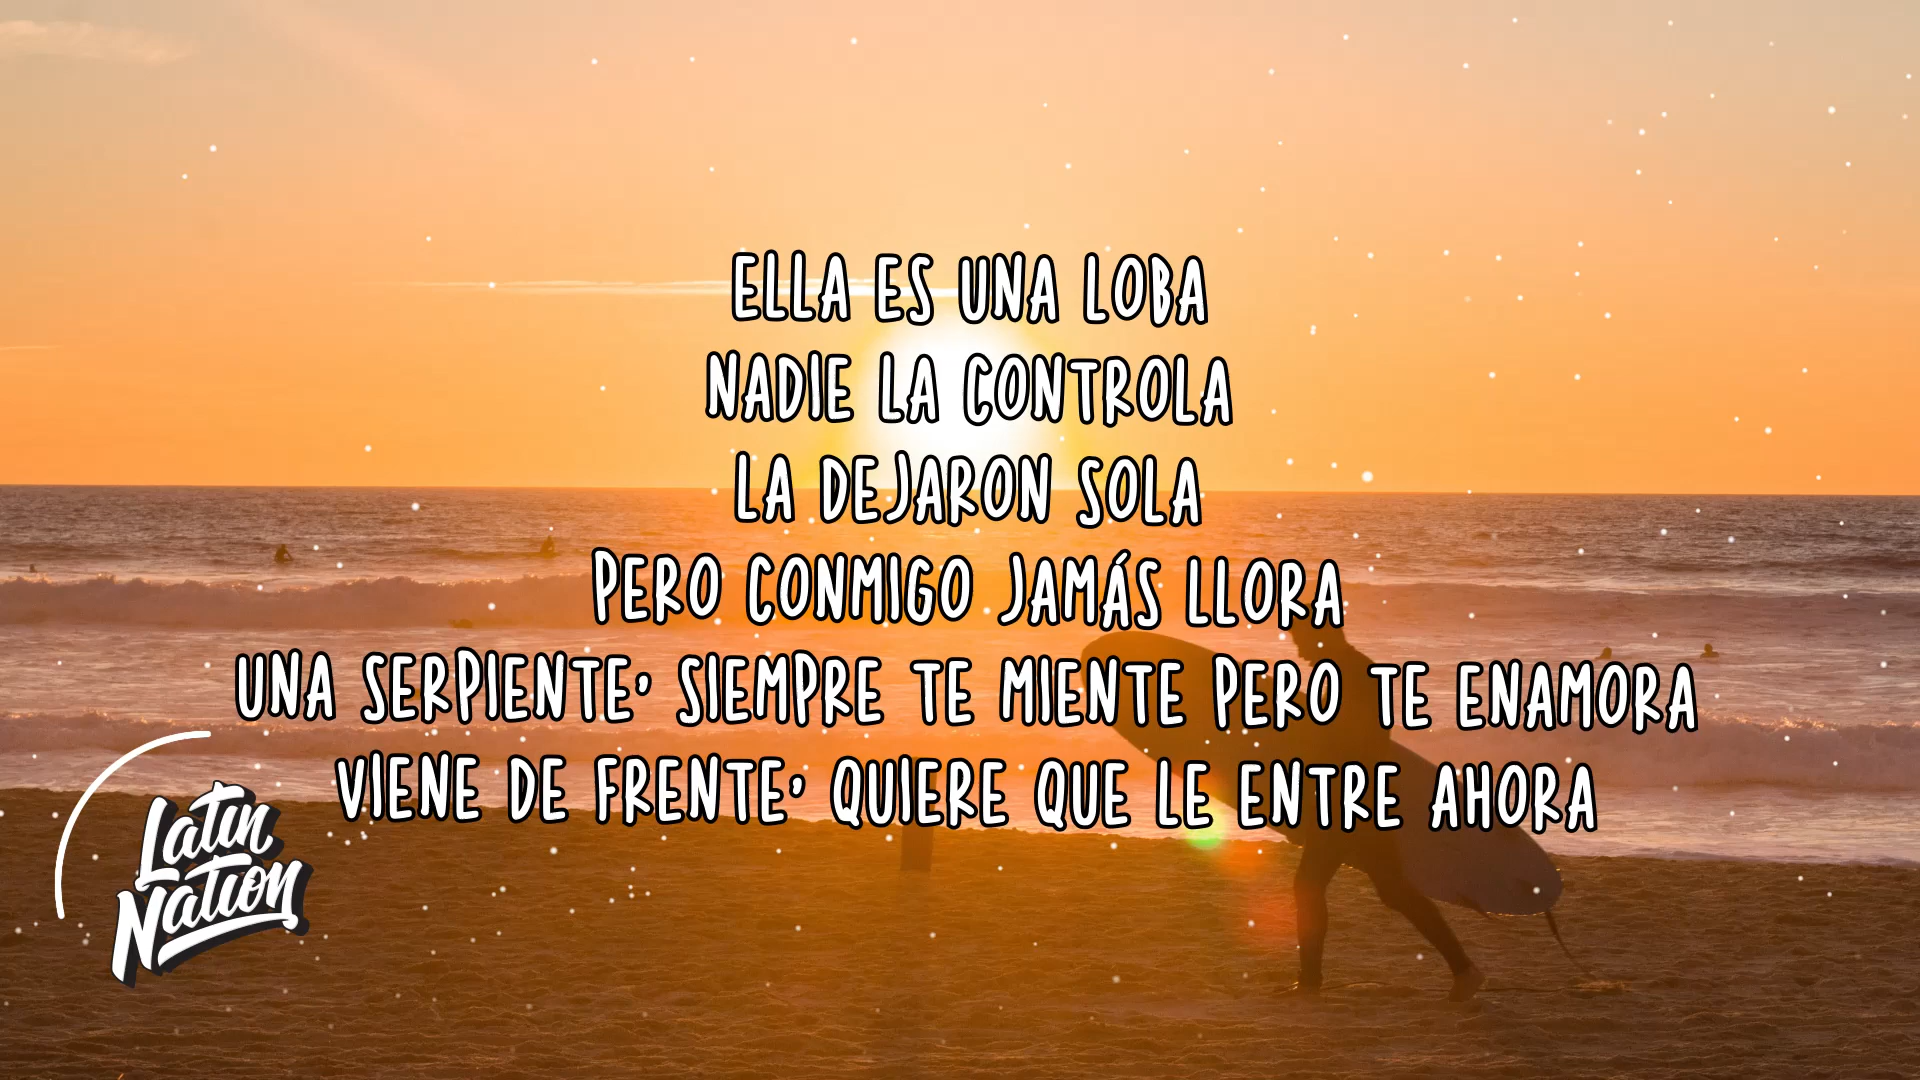 ELLA ES UNA LOBA
NADIE LA CONTROLA
LA DEJARON SOLA
PERO CONMIGO JAMÁS LLORA
UNA SERPIENTE, SIEMPRE TE MIENTE PERO TE ENAMORA
VIENE DE FRENTE, QUIERE QUE LE ENTRE AHORA
Latin
Nation